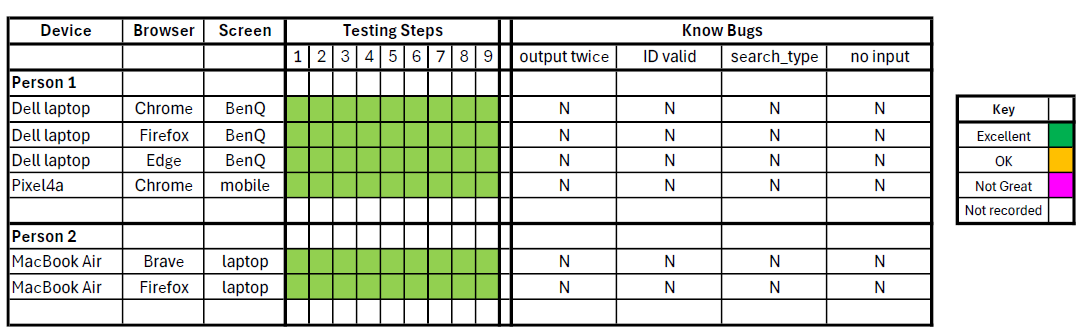 Device Browser Screen Testing Steps Know Bugs
1 2 3 4 5 6 7 8 9 output twice ID valid search_type no input
Person 1
Dell laptop Chrome BenQ N N N N
Key
Dell laptop Firefox BenQ N N N N
Excellent
Dell laptop Edge BenQ N N N N
OK
Pixel4a Chrome mobile N N N N
Not Great
Not recorded
Person 2
MacBook Air Brave laptop N N N N
MacBook Air Firefox laptop N N N N